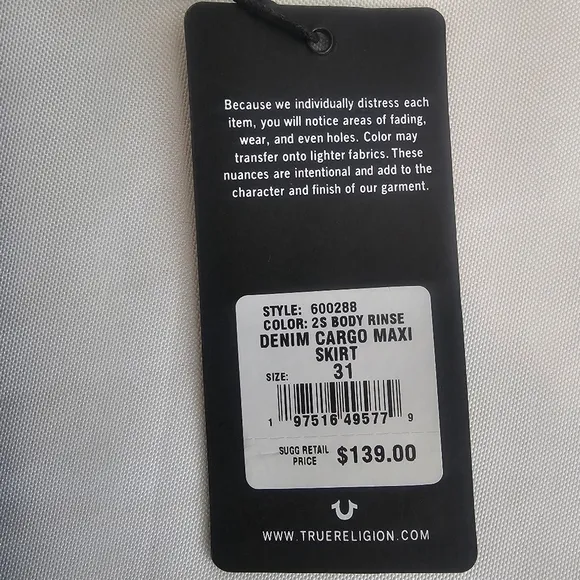 Because we individually distress each
item, you will notice areas of fading,
wear, and even holes. Color may
transfer onto lighter fabrics. These
nuances are intentional and add to the
character and finish of our garment.
STYLE: 600288
COLOR: 2S BODY RINSE
DENIM CARGO MAXI
SKIRT
SIZE: 31
1 97516 49577 9
SUGG RETAIL
PRICE $139.00
WWW.TRUERELIGION.COM